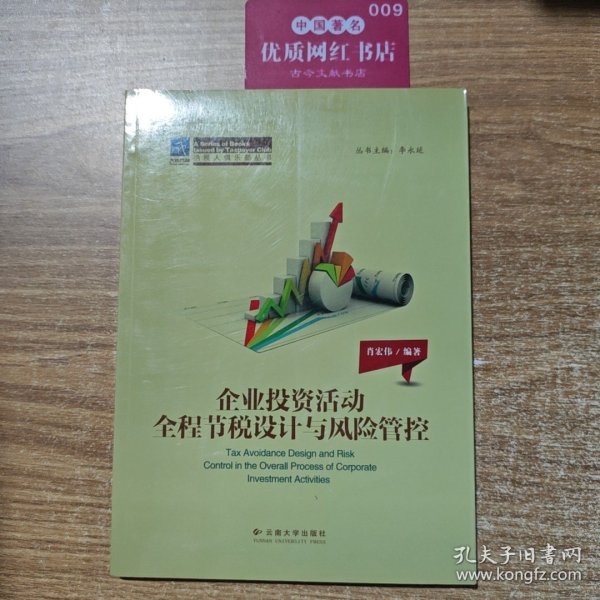 009
中国著名
优质网红书店
古今文献书店
A Series of Books
Issued by Taxpayer Club
纳税人俱乐部丛书
丛书主编：李永延
肖宏伟 / 编著
企业投资活动
全程节税设计与风险管控
Tax Avoidance Design and Risk
Control in the Overall Process of Corporate
Investment Activities
云南大学出版社
YUNNAN UNIVERSITY PRESS
孔夫子旧书网
www.kongfz.com